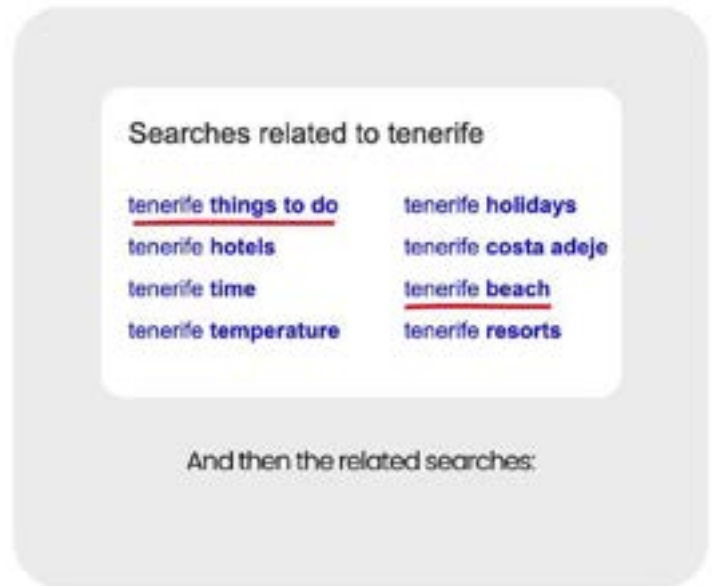 Searches related to tenerife
tenerife things to do
tenerife hotels
tenerife time
tenerife temperature
tenerife holidays
tenerife costa adeje
tenerife beach
tenerife resorts
And then the related searches: